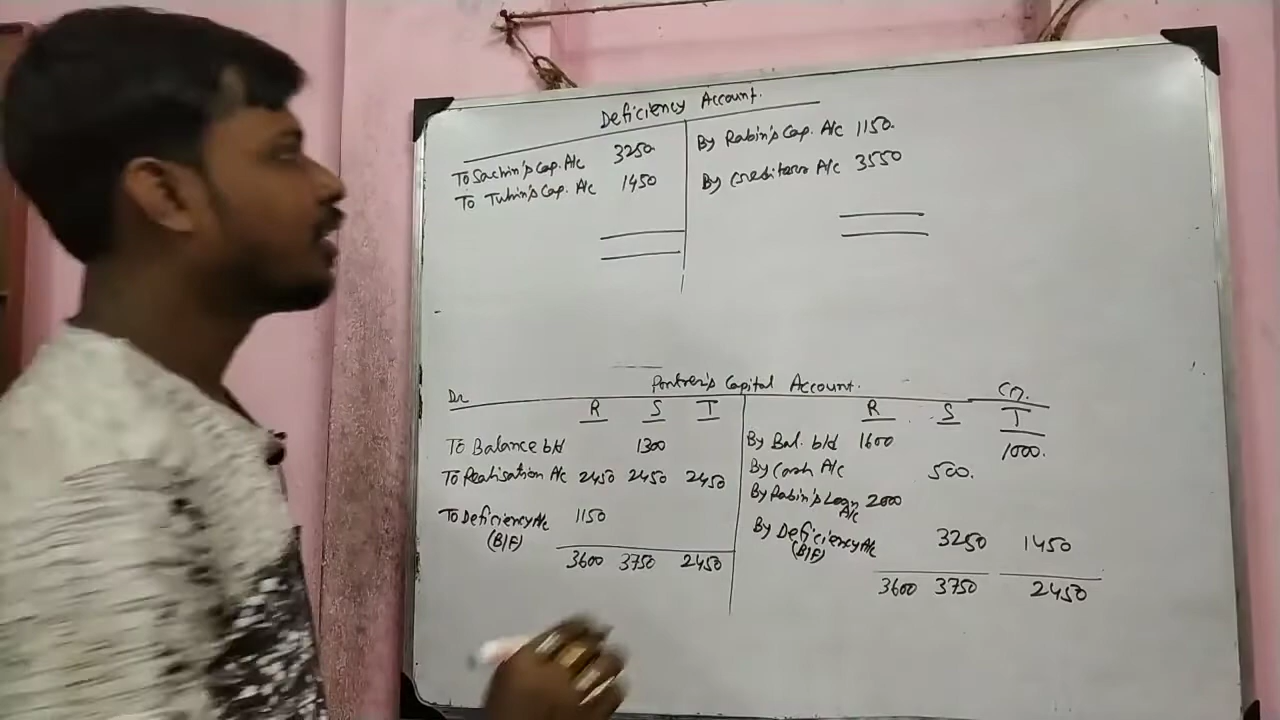 Deficiency Account.
To Sachin's Cap. A/c 3250
To Tuhin's Cap. A/c 1450
By Rabin's Cap. A/c 1150.
By Creditors A/c 3550
Partner's Capital Account.
Dr Cr.
R S T R S T
To Balance b/d 1300 By Bal. b/d 1600 1000.
To Realisation A/c 2450 2450 2450 By Cash A/c 500.
By Rabin's Loan A/c 2000
To Deficiency A/c (B/F) 1150 By Deficiency A/c (B/F) 3250 1450
3600 3750 2450 3600 3750 2450